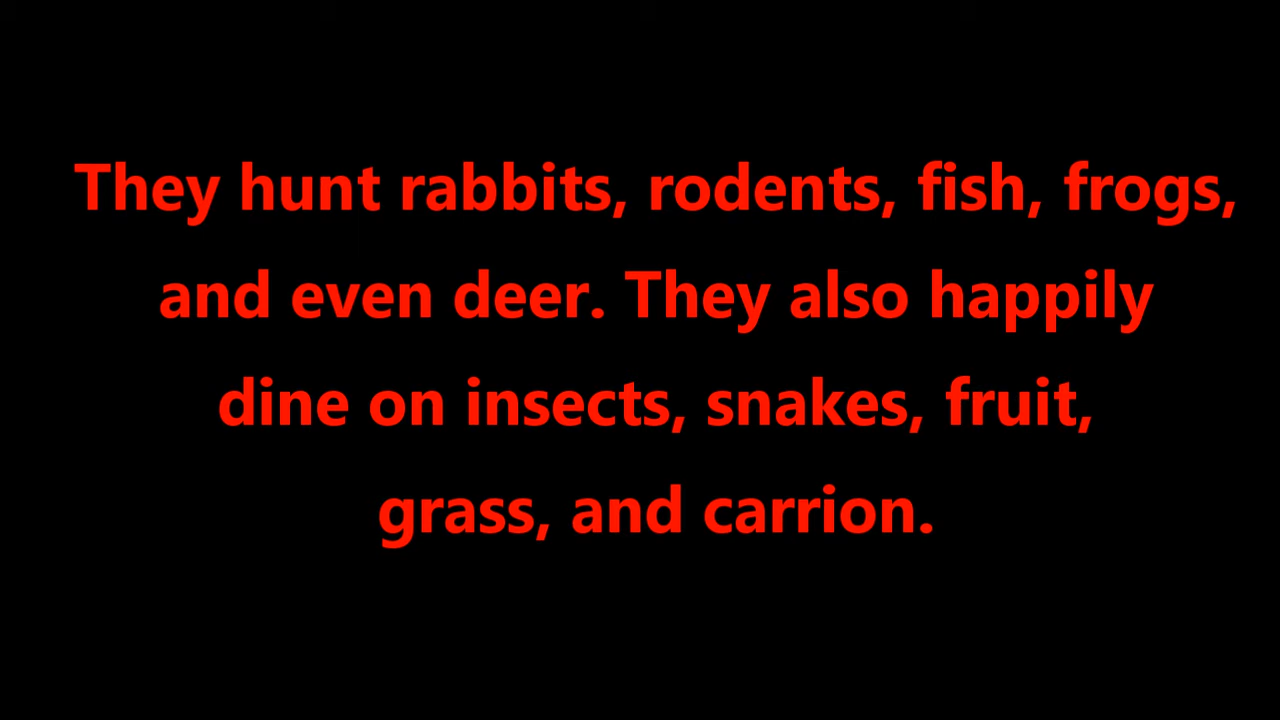 They hunt rabbits, rodents, fish, frogs,
and even deer. They also happily
dine on insects, snakes, fruit,
grass, and carrion.